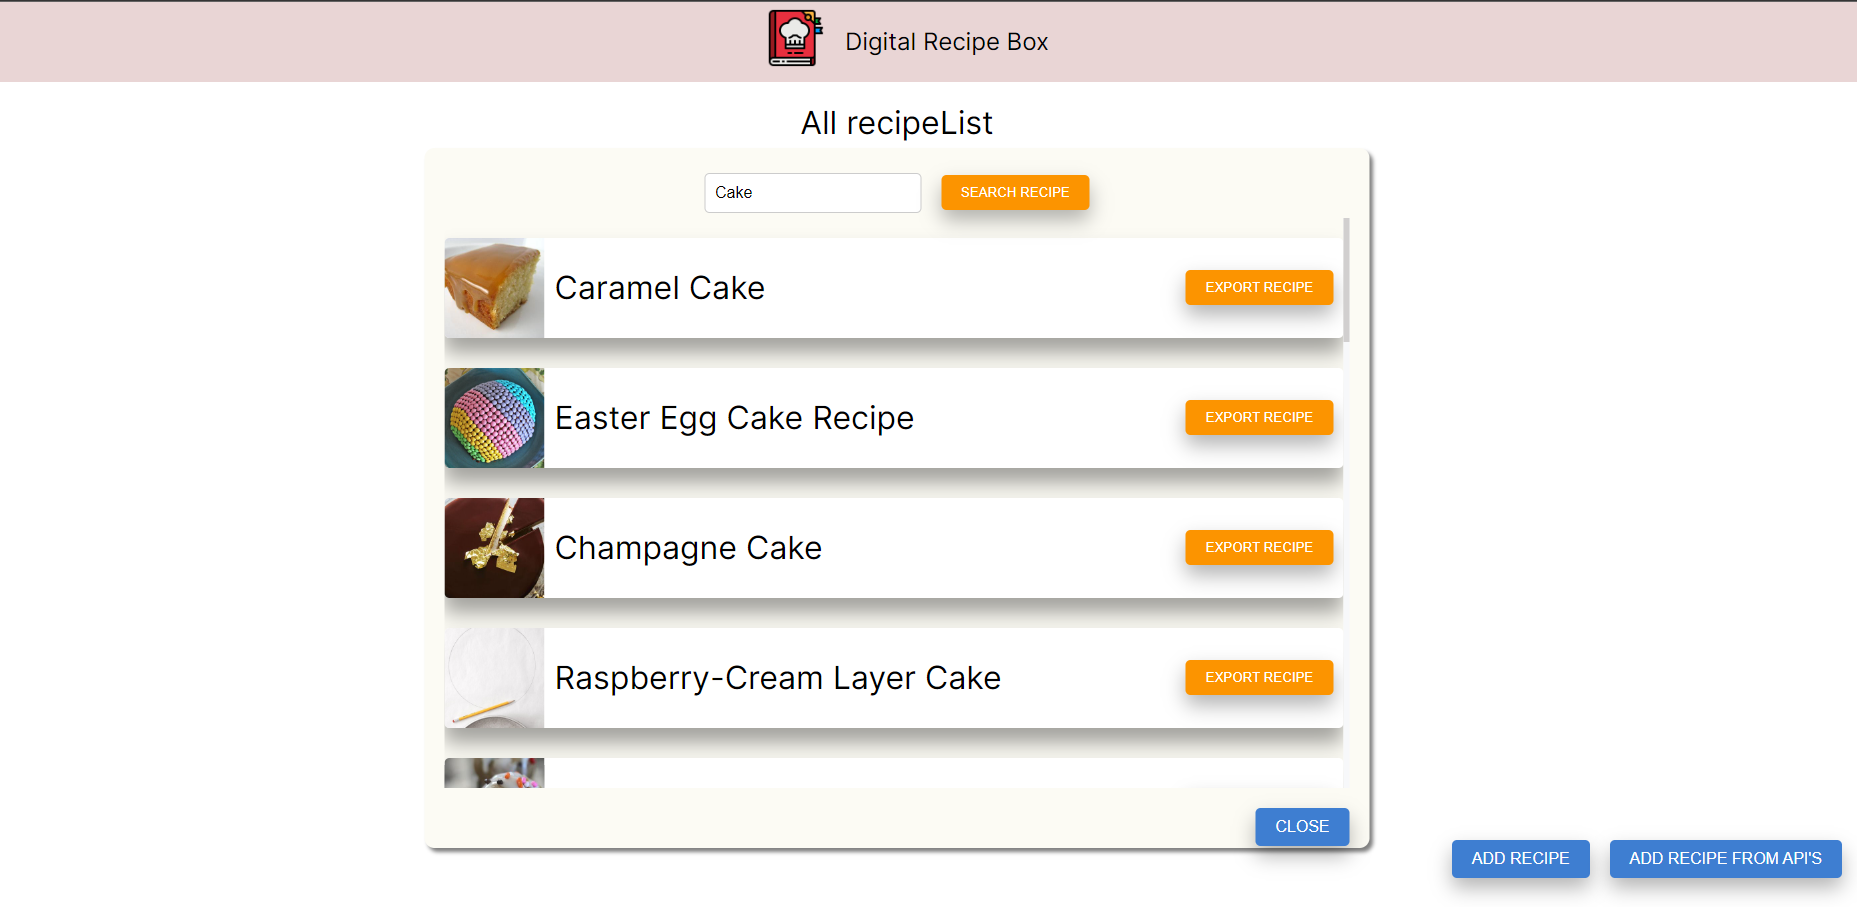 Digital Recipe Box
All recipeList
Cake
SEARCH RECIPE
Caramel Cake
EXPORT RECIPE
Easter Egg Cake Recipe
EXPORT RECIPE
Champagne Cake
EXPORT RECIPE
Raspberry-Cream Layer Cake
EXPORT RECIPE
CLOSE
ADD RECIPE
ADD RECIPE FROM API'S